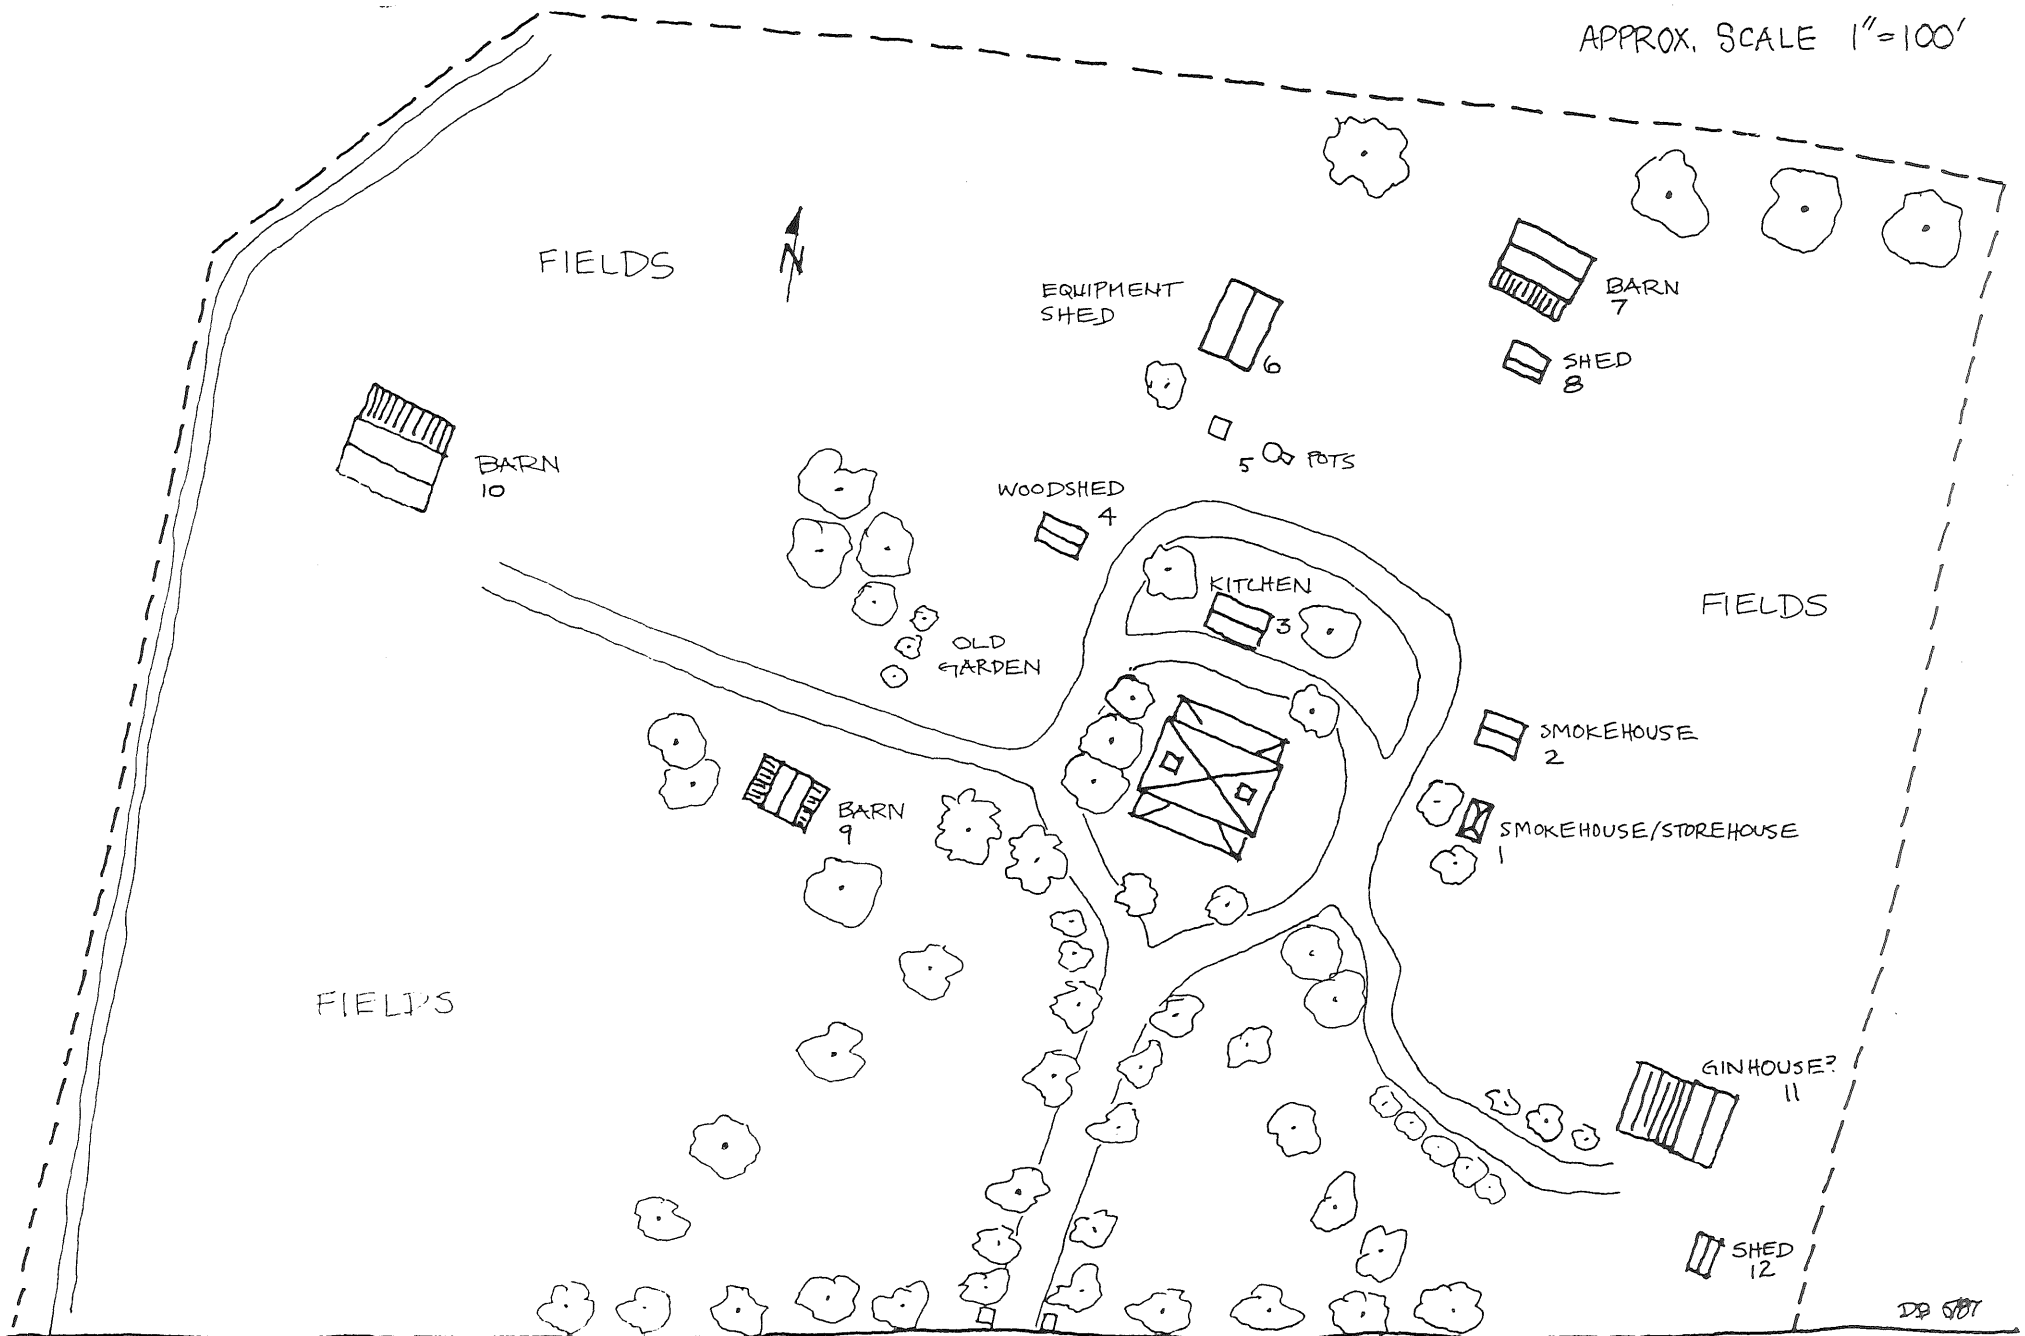 APPROX. SCALE 1"=100'
FIELDS
N
EQUIPMENT
SHED
6
BARN
7
SHED
8
BARN
10
5 POTS
WOODSHED
4
KITCHEN
3
FIELDS
OLD
GARDEN
SMOKEHOUSE
2
BARN
9
SMOKEHOUSE/STOREHOUSE
1
FIELDS
GINHOUSE?
11
SHED
12